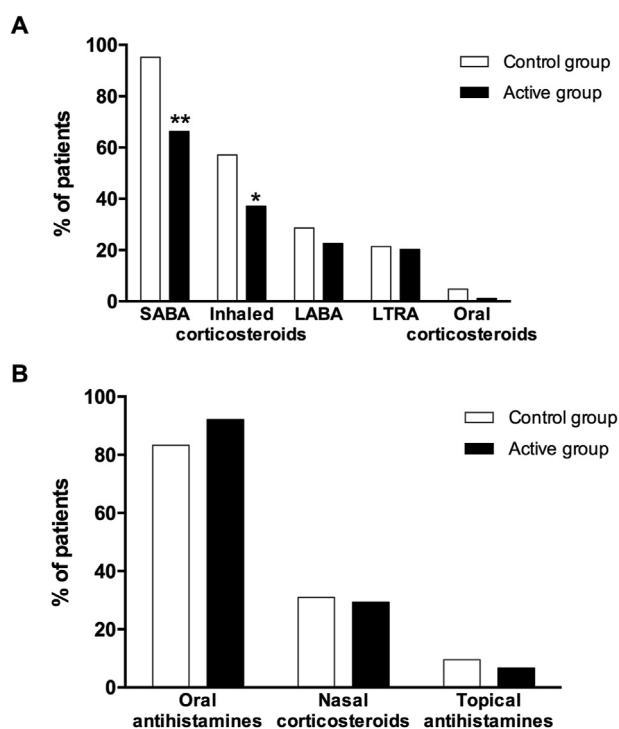 A
100
80
60
40
20
0
% of patients
Control group
Active group
**
*
SABA Inhaled LABA LTRA Oral
corticosteroids corticosteroids
B
100
80
60
40
20
0
% of patients
Control group
Active group
Oral Nasal Topical
antihistamines corticosteroids antihistamines